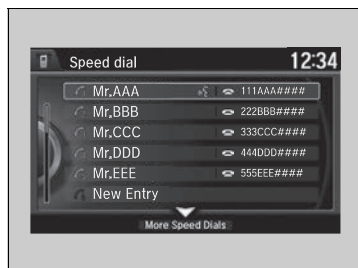 Speed dial 12:34
Mr.AAA 111AAA####
Mr.BBB 222BBB####
Mr.CCC 333CCC####
Mr.DDD 444DDD####
Mr.EEE 555EEE####
New Entry
More Speed Dials